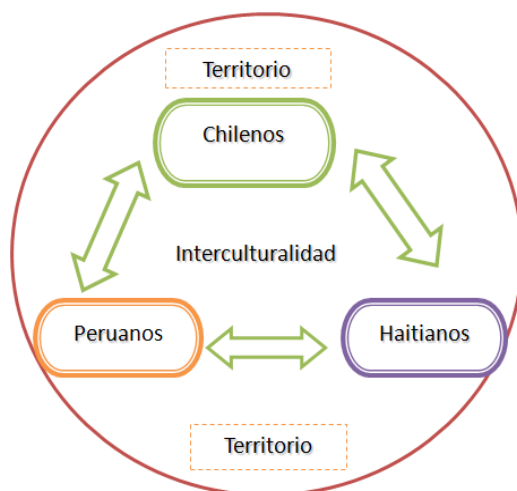 Territorio
Chilenos
Interculturalidad
Peruanos
Haitianos
Territorio